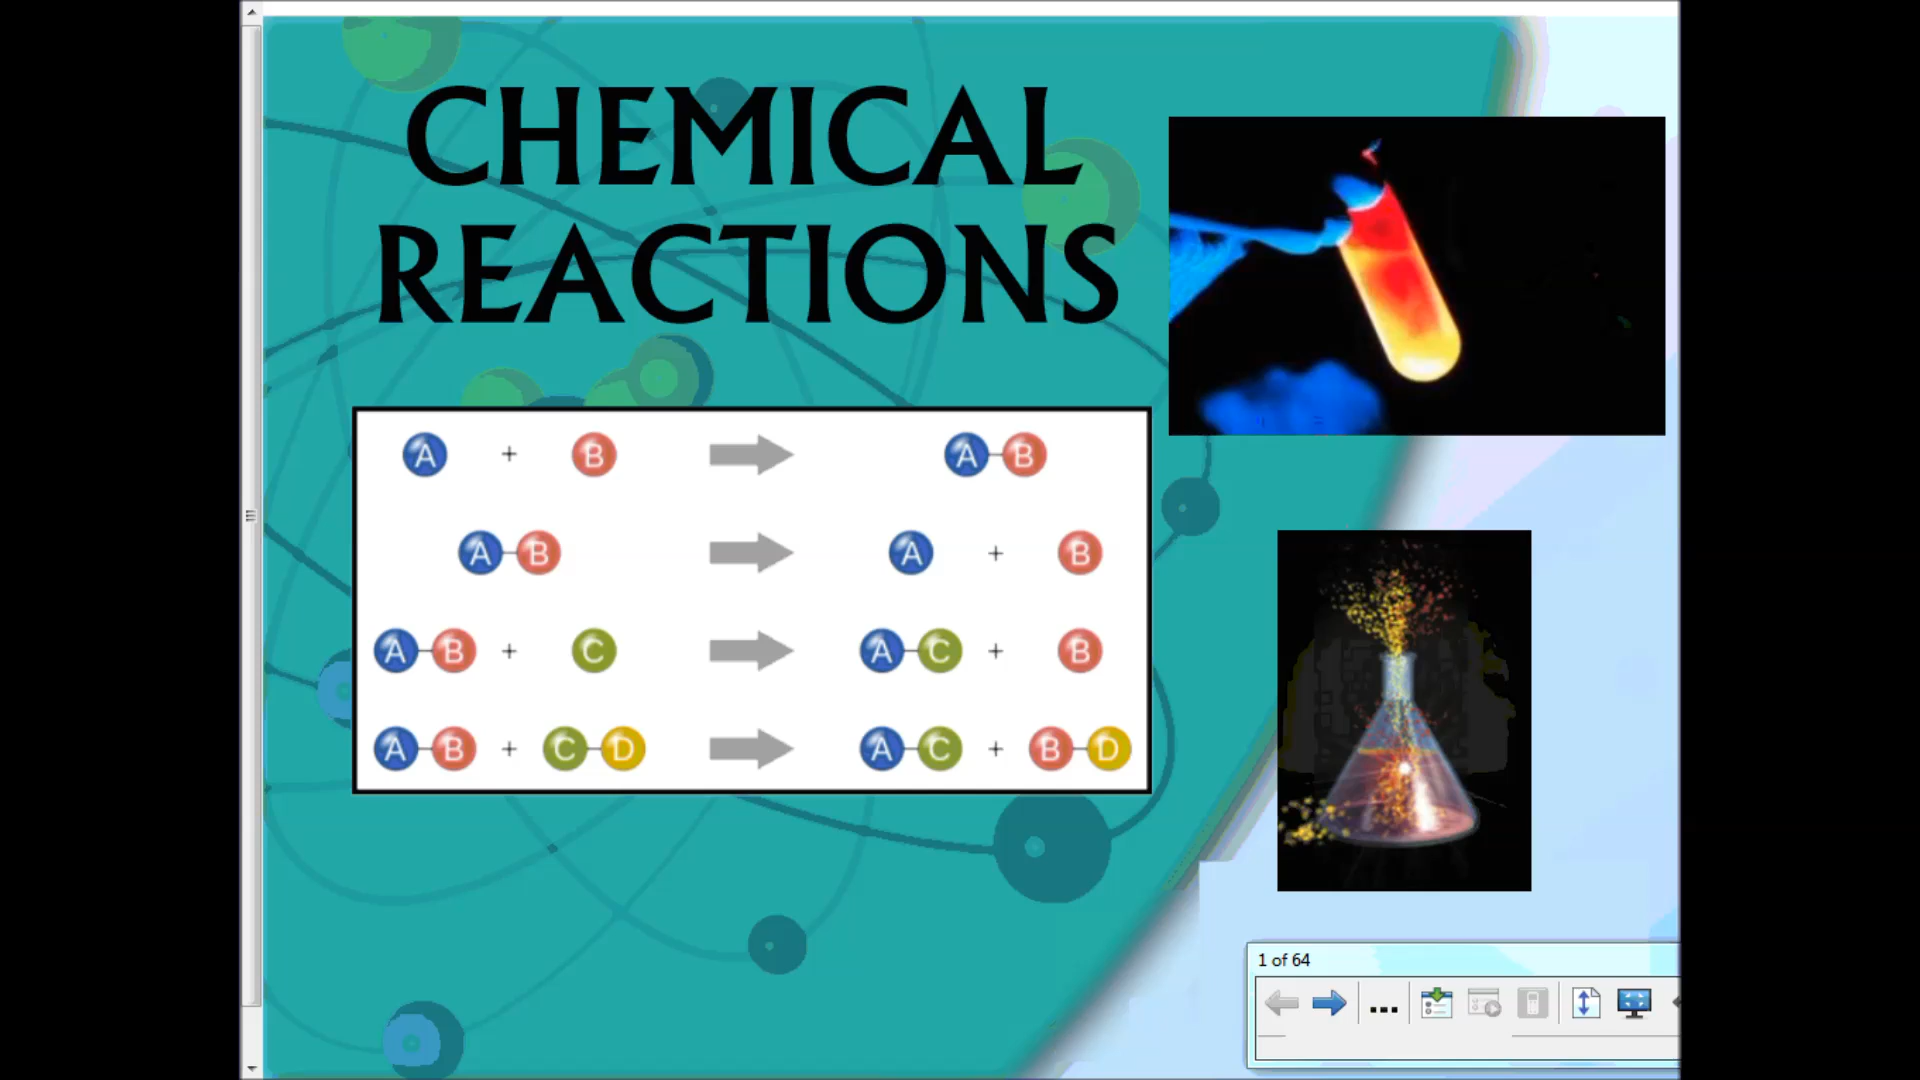 CHEMICAL
REACTIONS
A + B A B
A B A + B
A B + C A C + B
A B + C D A C + B D
1 of 64
...